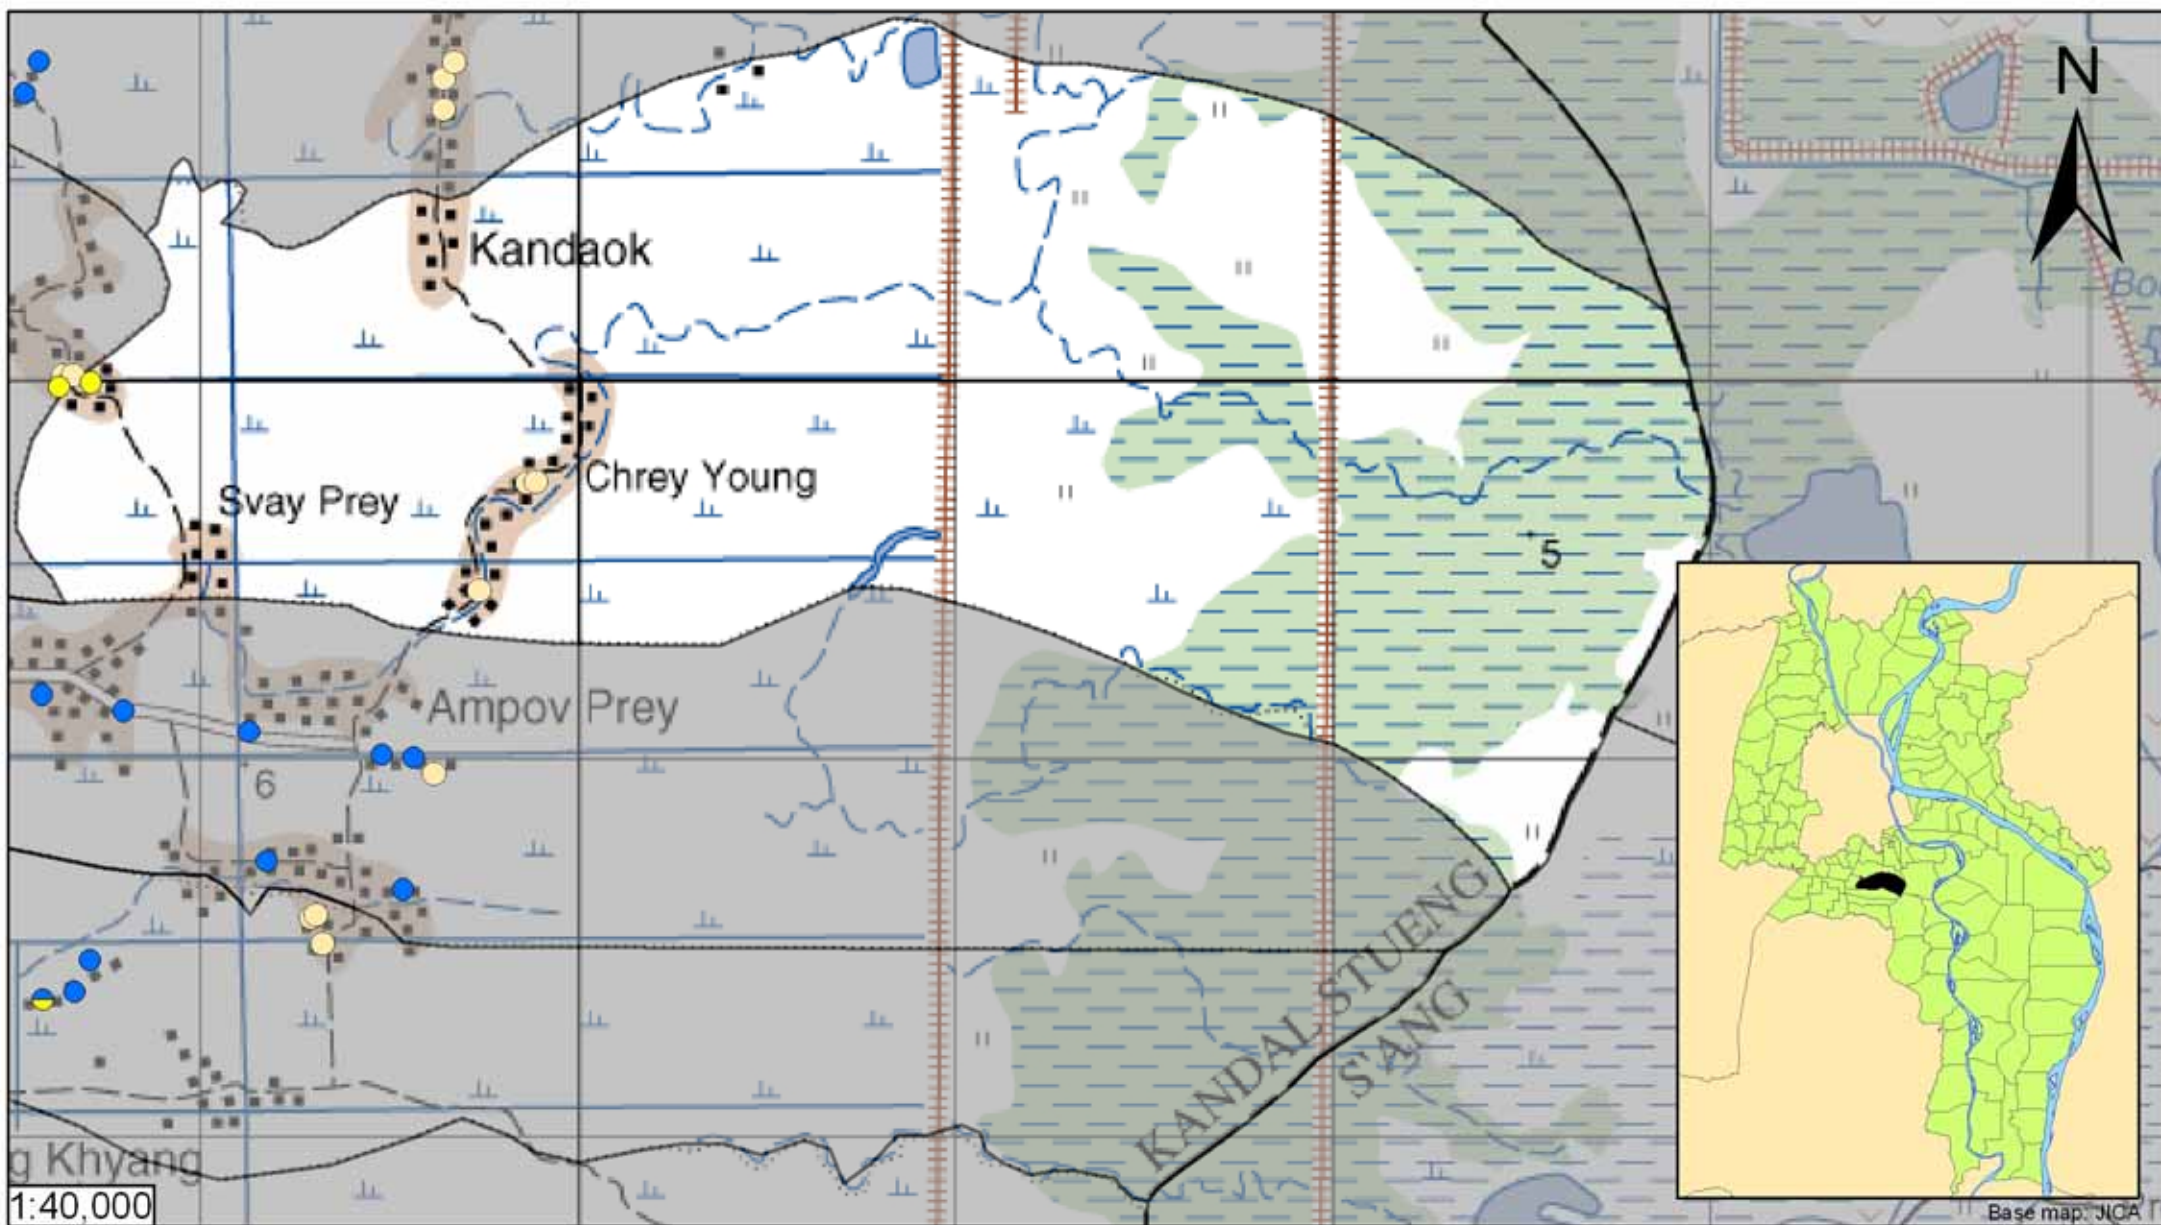 N
Kandaok
Svay Prey
Chrey Young
5
Ampov Prey
6
KANDAL STUENG
S'ANG
g Khyang
1:40,000
Base map: JICA